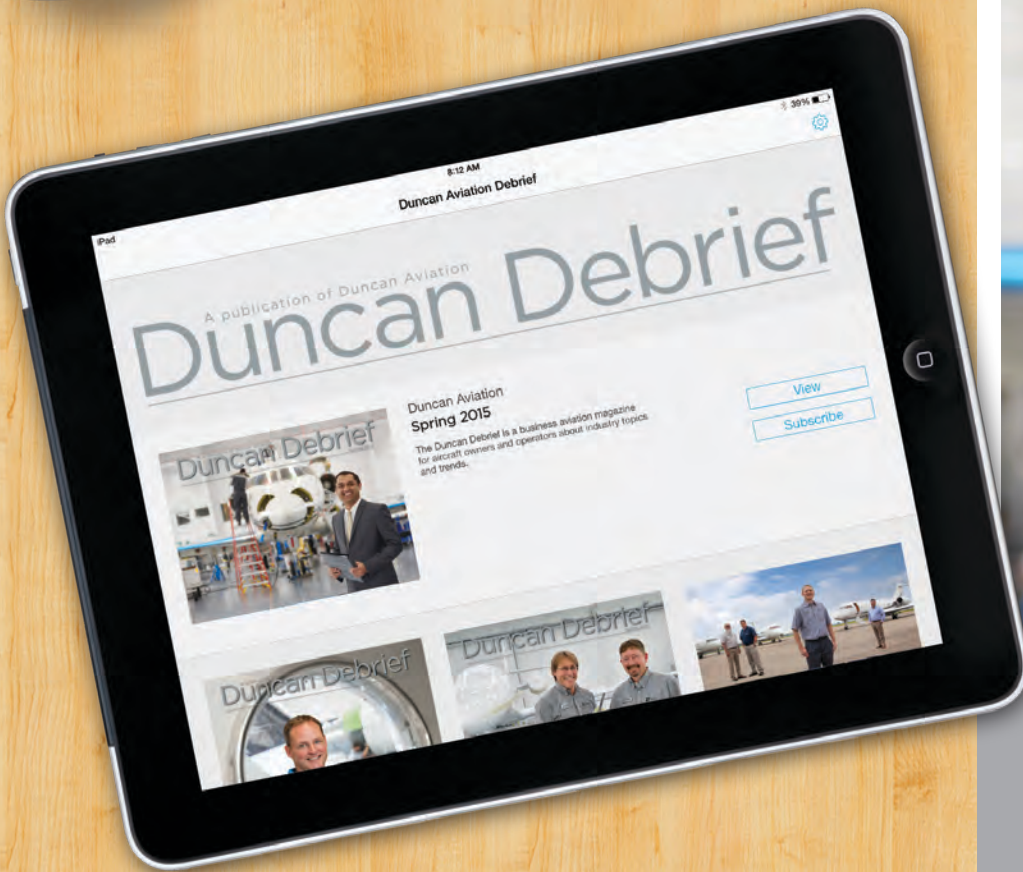 39%
8:12 AM
iPad
Duncan Aviation Debrief
A publication of Duncan Aviation
Duncan Debrief
Duncan Aviation
Spring 2015
The Duncan Debrief is a business aviation magazine
for aircraft owners and operators about industry topics
and trends.
View
Subscribe
Duncan Debrief
Duncan Debrief
Duncan Debrief